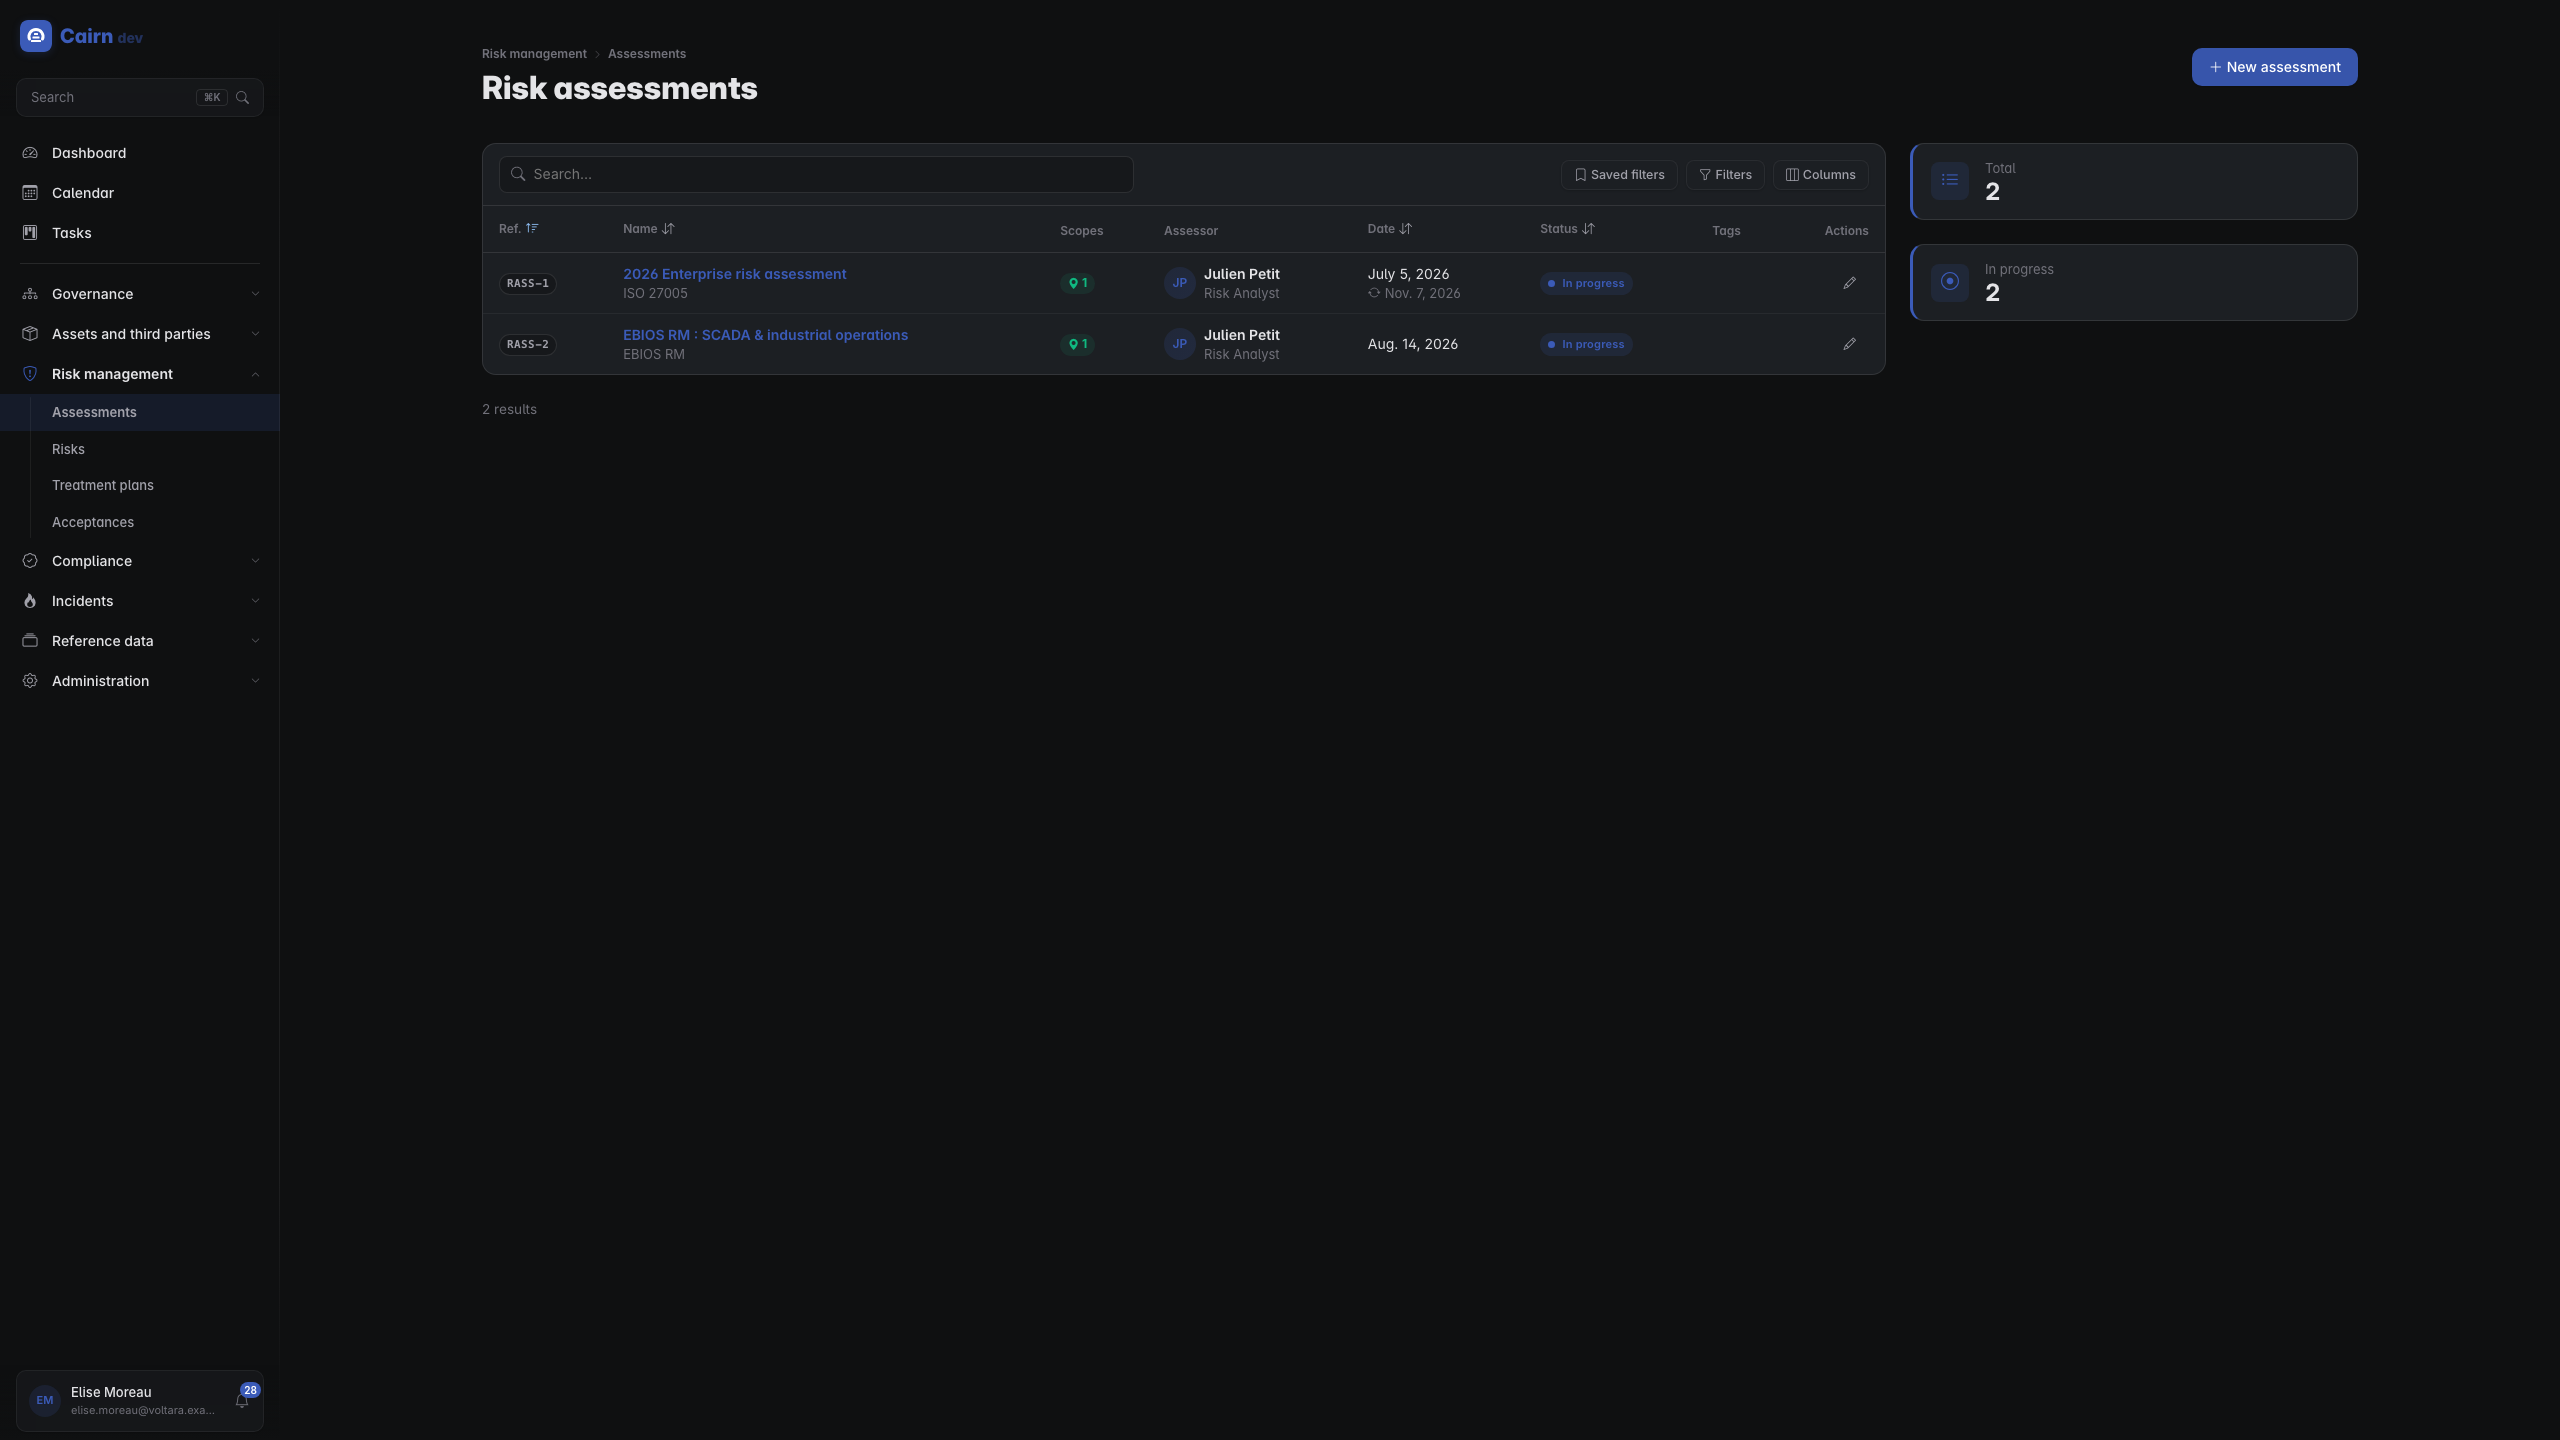 Cairn dev
Search ⌘K
Dashboard
Calendar
Tasks
Governance
Assets and third parties
Risk management
Assessments
Risks
Treatment plans
Acceptances
Compliance
Incidents
Reference data
Administration
EM Elise Moreau 28
elise.moreau@voltara.exa...
Risk management › Assessments
Risk assessments
+ New assessment
Search...
Saved filters Filters Columns
Ref. Name Scopes Assessor Date Status Tags Actions
RASS-1 2026 Enterprise risk assessment 1 JP Julien Petit July 5, 2026 In progress
ISO 27005 Risk Analyst Nov. 7, 2026
RASS-2 EBIOS RM : SCADA & industrial operations 1 JP Julien Petit Aug. 14, 2026 In progress
EBIOS RM Risk Analyst
2 results
Total
2
In progress
2